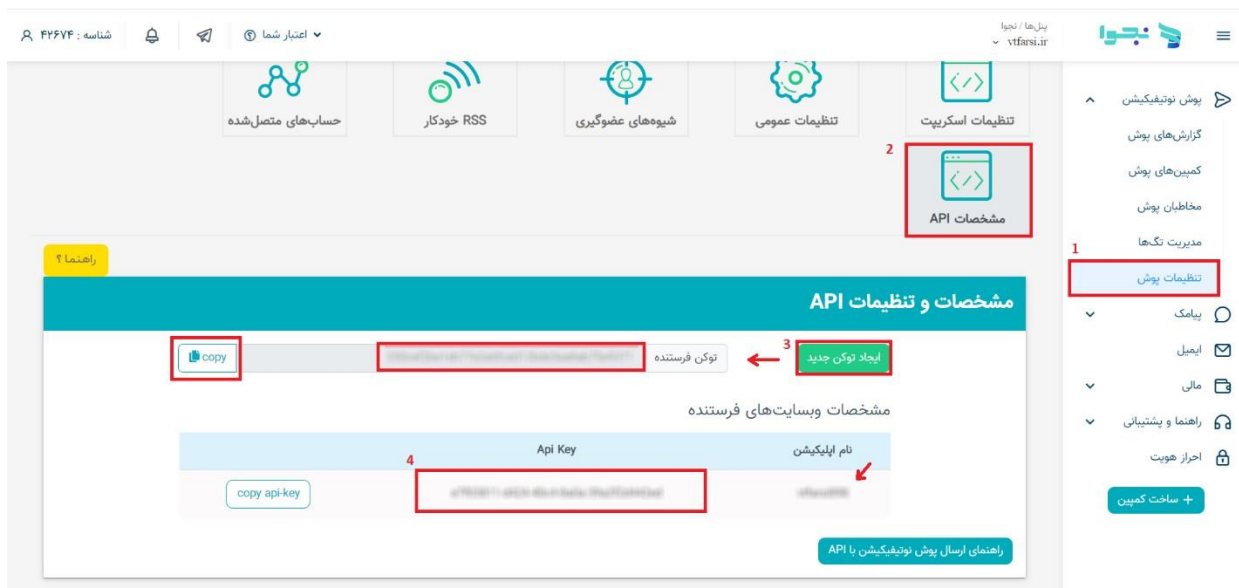 نجوا
پنل‌ها / نجوا
vtfarsi.ir
اعتبار شما
شناسه : ۴۲۶۷۴
پوش نوتیفیکیشن
گزارش‌های پوش
کمپین‌های پوش
مخاطبان پوش
مدیریت تگ‌ها
1
تنظیمات پوش
پیامک
ایمیل
مالی
راهنما و پشتیبانی
احراز هویت
+ ساخت کمپین
تنظیمات اسکریپت
تنظیمات عمومی
شیوه‌های عضوگیری
RSS خودکار
حساب‌های متصل‌شده
2
مشخصات API
راهنما ؟
مشخصات و تنظیمات API
3
ایجاد توکن جدید
توکن فرستنده
copy
مشخصات وبسایت‌های فرستنده
نام اپلیکیشن
Api Key
4
copy api-key
راهنمای ارسال پوش نوتیفیکیشن با API